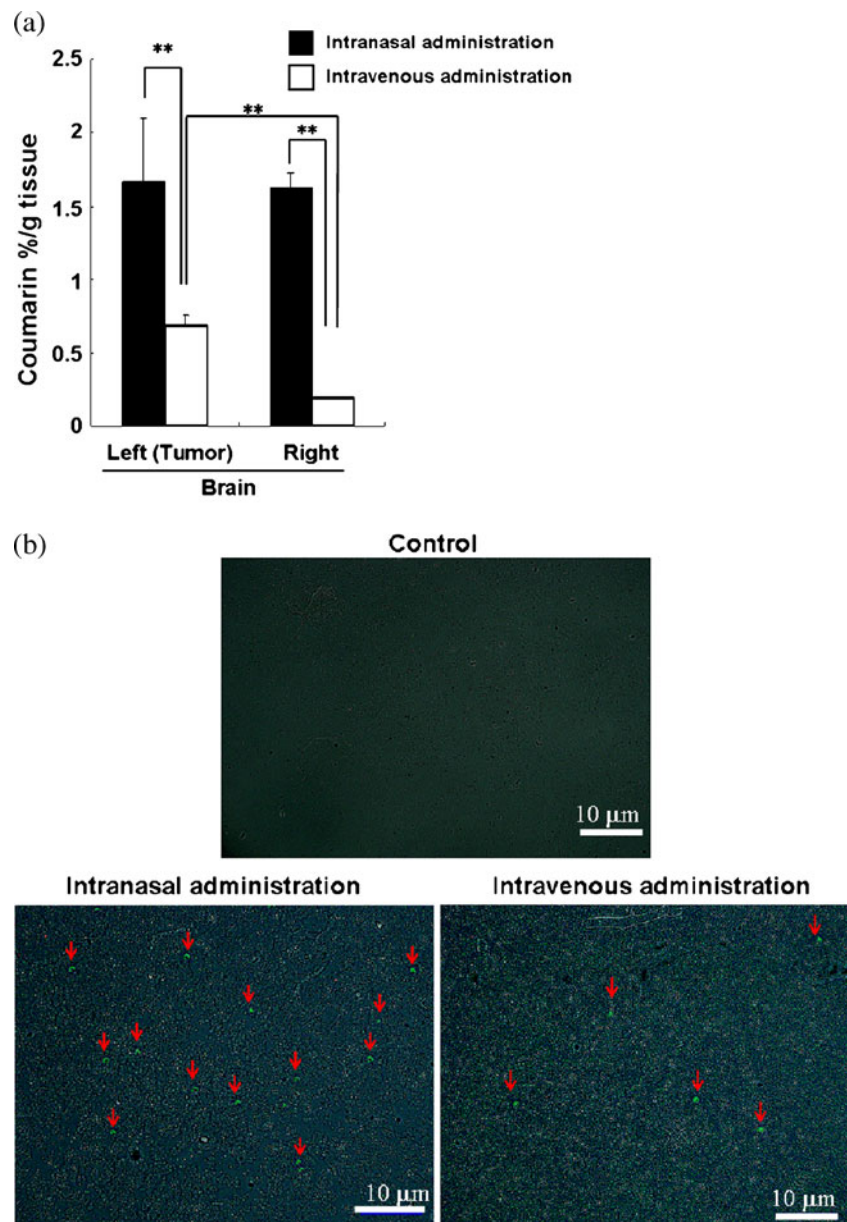 (a)
Intranasal administration
Intravenous administration
**
**
**
2.5
2
1.5
1
0.5
0
Coumarin %/g tissue
Left (Tumor) Right
Brain
(b)
Control
10 μm
Intranasal administration Intravenous administration
10 μm 10 μm